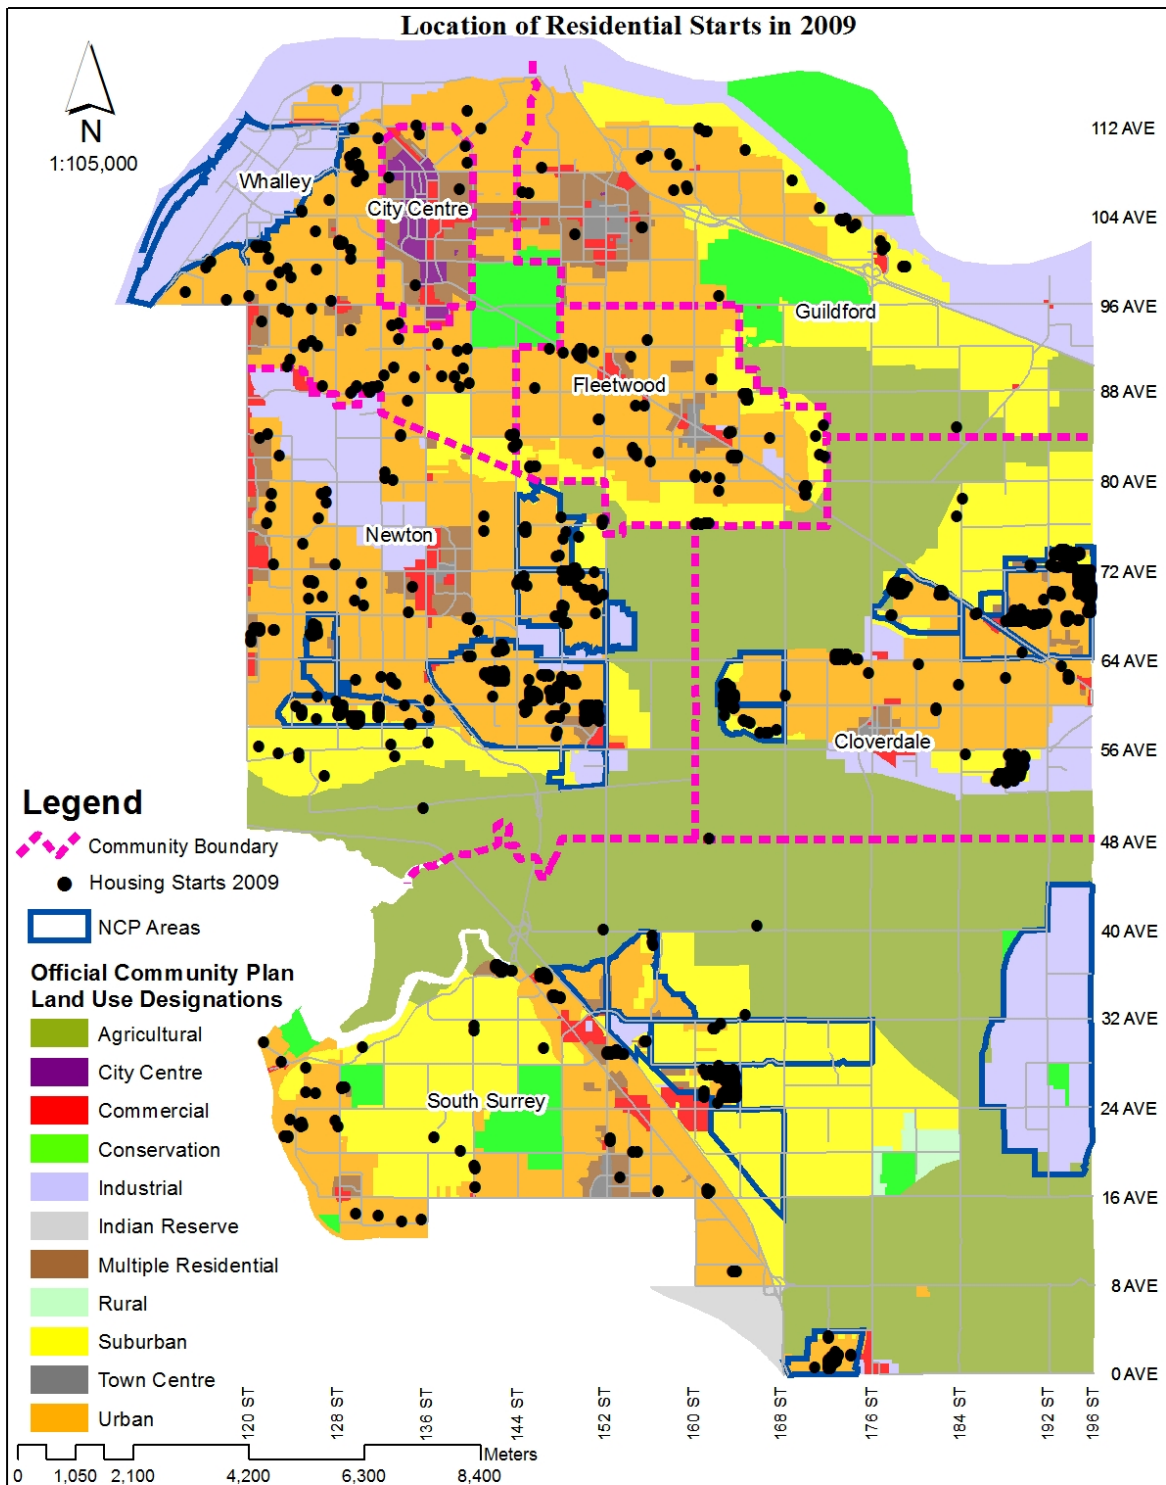 Location of Residential Starts in 2009
N
1:105,000
112 AVE
Whalley
City Centre
104 AVE
96 AVE
Guildford
Fleetwood
88 AVE
80 AVE
Newton
72 AVE
64 AVE
Cloverdale
56 AVE
48 AVE
40 AVE
32 AVE
South Surrey
24 AVE
16 AVE
8 AVE
0 AVE
Legend
Community Boundary
Housing Starts 2009
NCP Areas
Official Community Plan
Land Use Designations
Agricultural
City Centre
Commercial
Conservation
Industrial
Indian Reserve
Multiple Residential
Rural
Suburban
Town Centre
Urban
120 ST
128 ST
136 ST
144 ST
152 ST
160 ST
168 ST
176 ST
184 ST
192 ST
196 ST
Meters
0 1,050 2,100 4,200 6,300 8,400